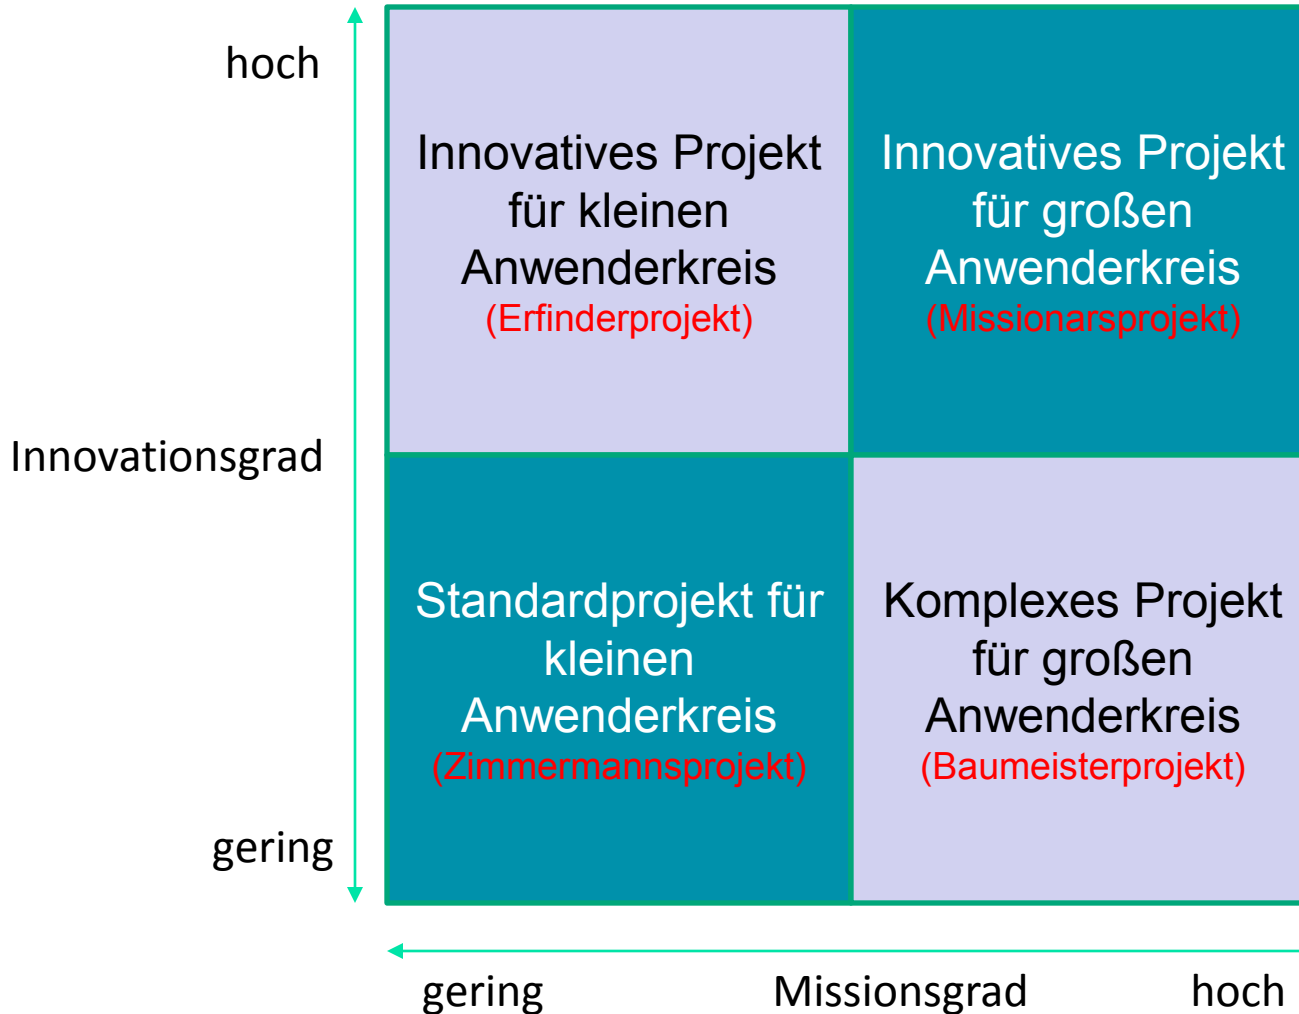 hoch
Innovatives Projekt
für kleinen
Anwenderkreis
(Erfinderprojekt)
Innovatives Projekt
für großen
Anwenderkreis
(Missionarsprojekt)
Innovationsgrad
Standardprojekt für
kleinen
Anwenderkreis
(Zimmermannsprojekt)
Komplexes Projekt
für großen
Anwenderkreis
(Baumeisterprojekt)
gering
gering
Missionsgrad
hoch